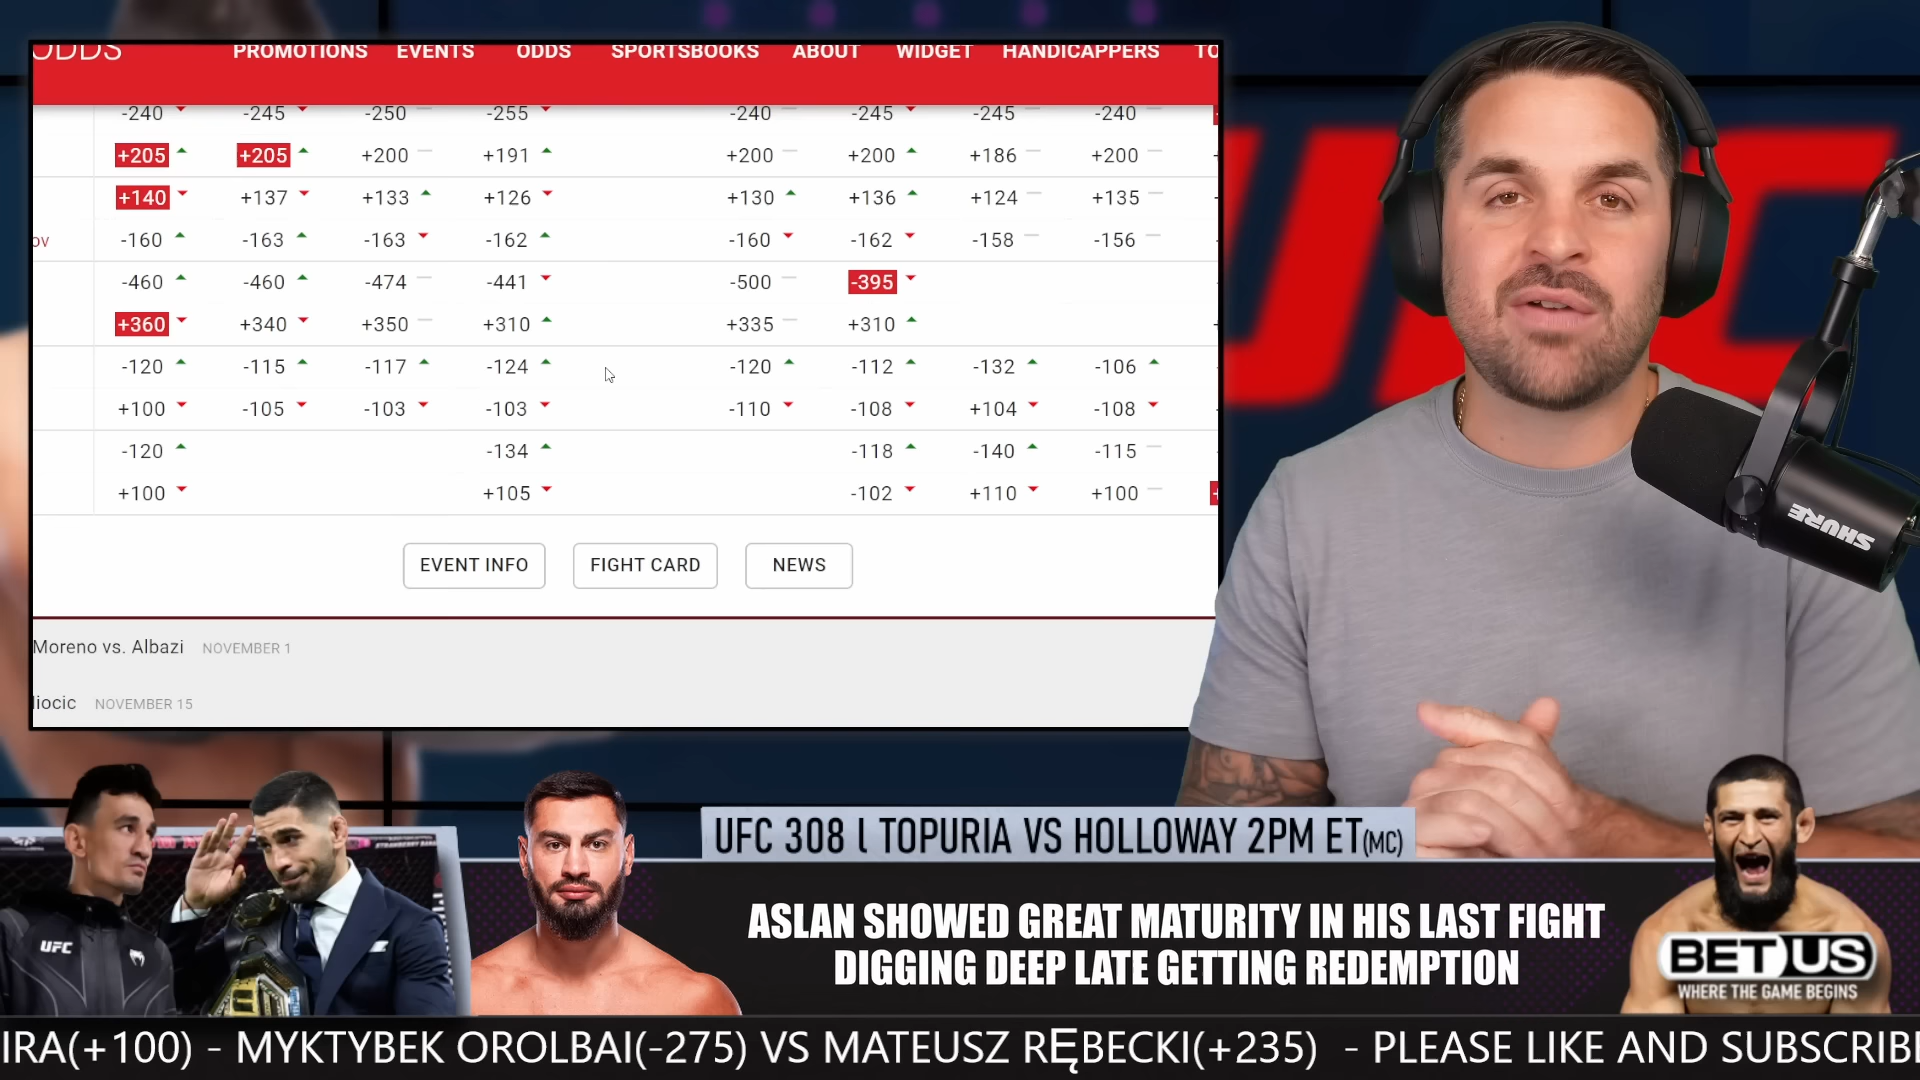 ODDS PROMOTIONS EVENTS ODDS SPORTSBOOKS ABOUT WIDGET HANDICAPPERS TO
-240 -245 -250 -255 -240 -245 -245 -240
+205 +205 +200 +191 +200 +200 +186 +200
+140 +137 +133 +126 +130 +136 +124 +135
ov -160 -163 -163 -162 -160 -162 -158 -156
-460 -460 -474 -441 -500 -395
+360 +340 +350 +310 +335 +310
-120 -115 -117 -124 -120 -112 -132 -106
+100 -105 -103 -103 -110 -108 +104 -108
-120 -134 -118 -140 -115
+100 +105 -102 +110 +100
EVENT INFO FIGHT CARD NEWS
Moreno vs. Albazi NOVEMBER 1
liocic NOVEMBER 15
UFC
SHURE
UFC 308 l TOPURIA VS HOLLOWAY 2PM ET(MC)
ASLAN SHOWED GREAT MATURITY IN HIS LAST FIGHT
DIGGING DEEP LATE GETTING REDEMPTION
UFC
BETUS
WHERE THE GAME BEGINS
IRA(+100) - MYKTYBEK OROLBAI(-275) VS MATEUSZ RĘBECKI(+235) - PLEASE LIKE AND SUBSCRIBE